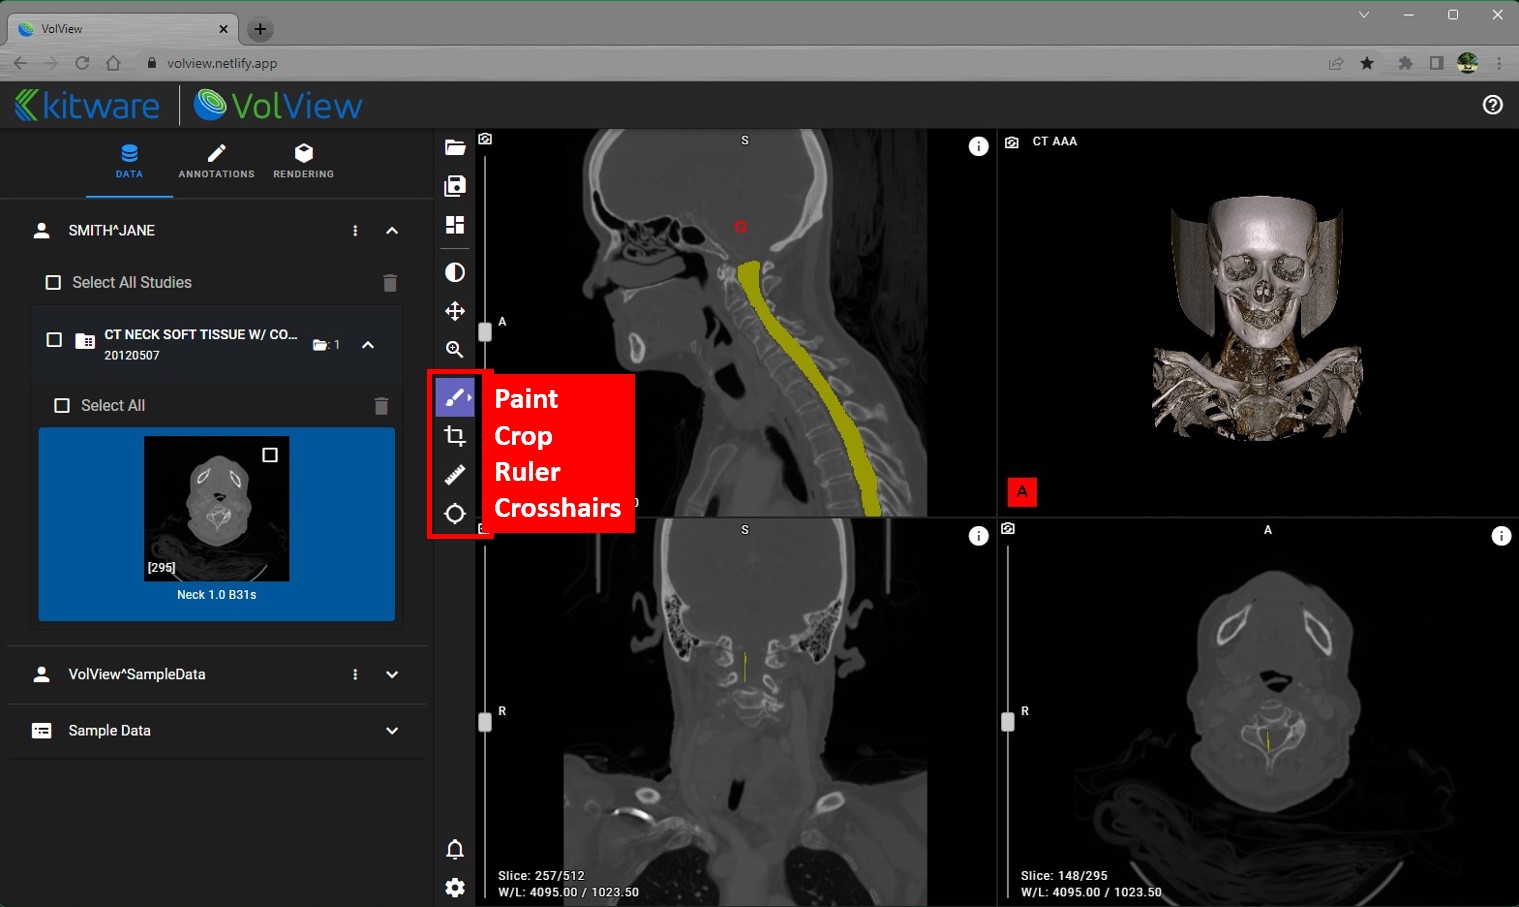 VolView
volview.netlify.app
kitware
VolView
DATA
ANNOTATIONS
RENDERING
SMITH^JANE
Select All Studies
CT NECK SOFT TISSUE W/ CO...
20120507
: 1
Select All
[295]
Neck 1.0 B31s
VolView^SampleData
Sample Data
Paint
Crop
Ruler
Crosshairs
S
A
CT AAA
A
S
R
Slice: 257/512
W/L: 4095.00 / 1023.50
A
R
Slice: 148/295
W/L: 4095.00 / 1023.50